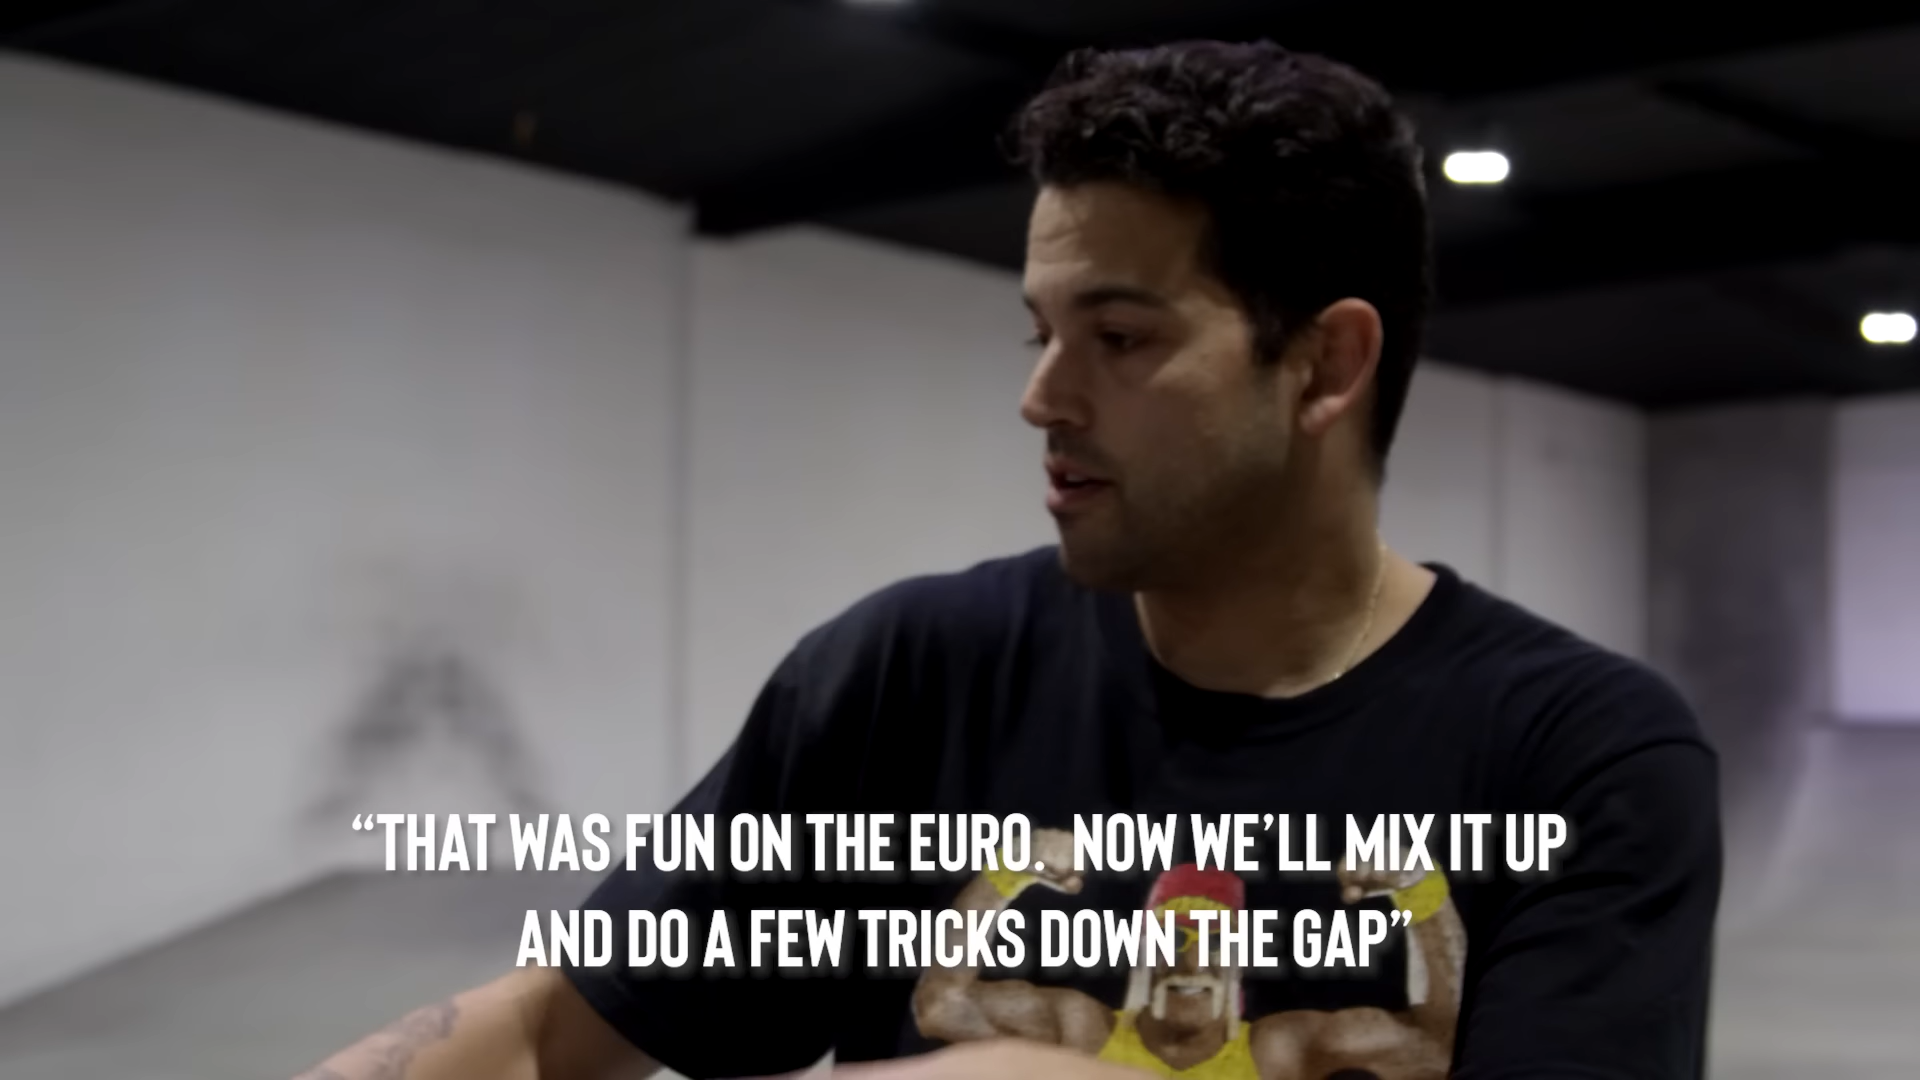 “THAT WAS FUN ON THE EURO. NOW WE’LL MIX IT UP
AND DO A FEW TRICKS DOWN THE GAP”